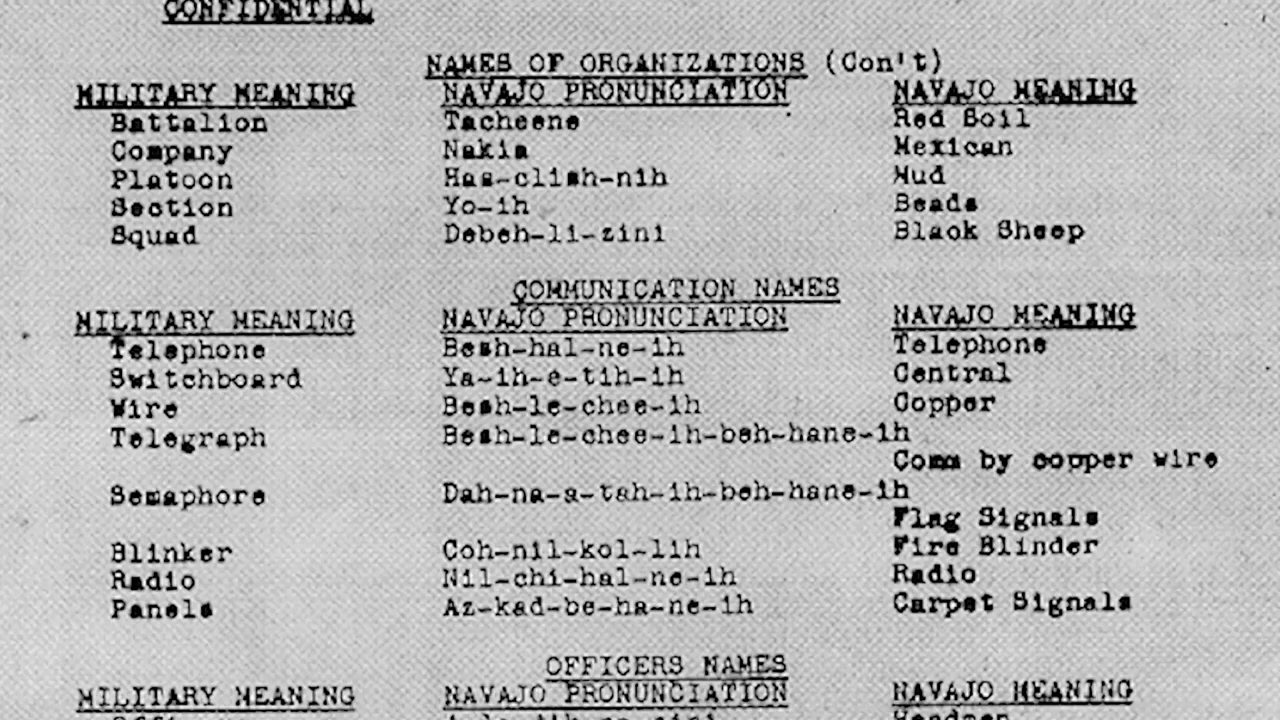 CONFIDENTIAL
NAMES OF ORGANIZATIONS (Con't)
MILITARY MEANING NAVAJO PRONUNCIATION NAVAJO MEANING
Battalion Tacheene Red Soil
Company Nakia Mexican
Platoon Has-clish-nih Mud
Section Yo-ih Beads
Squad Debeh-li-zini Black Sheep
COMMUNICATION NAMES
MILITARY MEANING NAVAJO PRONUNCIATION NAVAJO MEANING
Telephone Besh-hal-ne-ih Telephone
Switchboard Ya-ih-e-tih-ih Central
Wire Besh-le-chee-ih Copper
Telegraph Besh-le-chee-ih-beh-hane-ih
Comm by copper wire
Semaphore Dah-na-a-tah-ih-beh-hane-ih
Flag Signals
Blinker Coh-nil-kol-lih Fire Blinder
Radio Nil-chi-hal-ne-ih Radio
Panels Az-kad-be-ha-ne-ih Carpet Signals
OFFICERS NAMES
MILITARY MEANING NAVAJO PRONUNCIATION NAVAJO MEANING